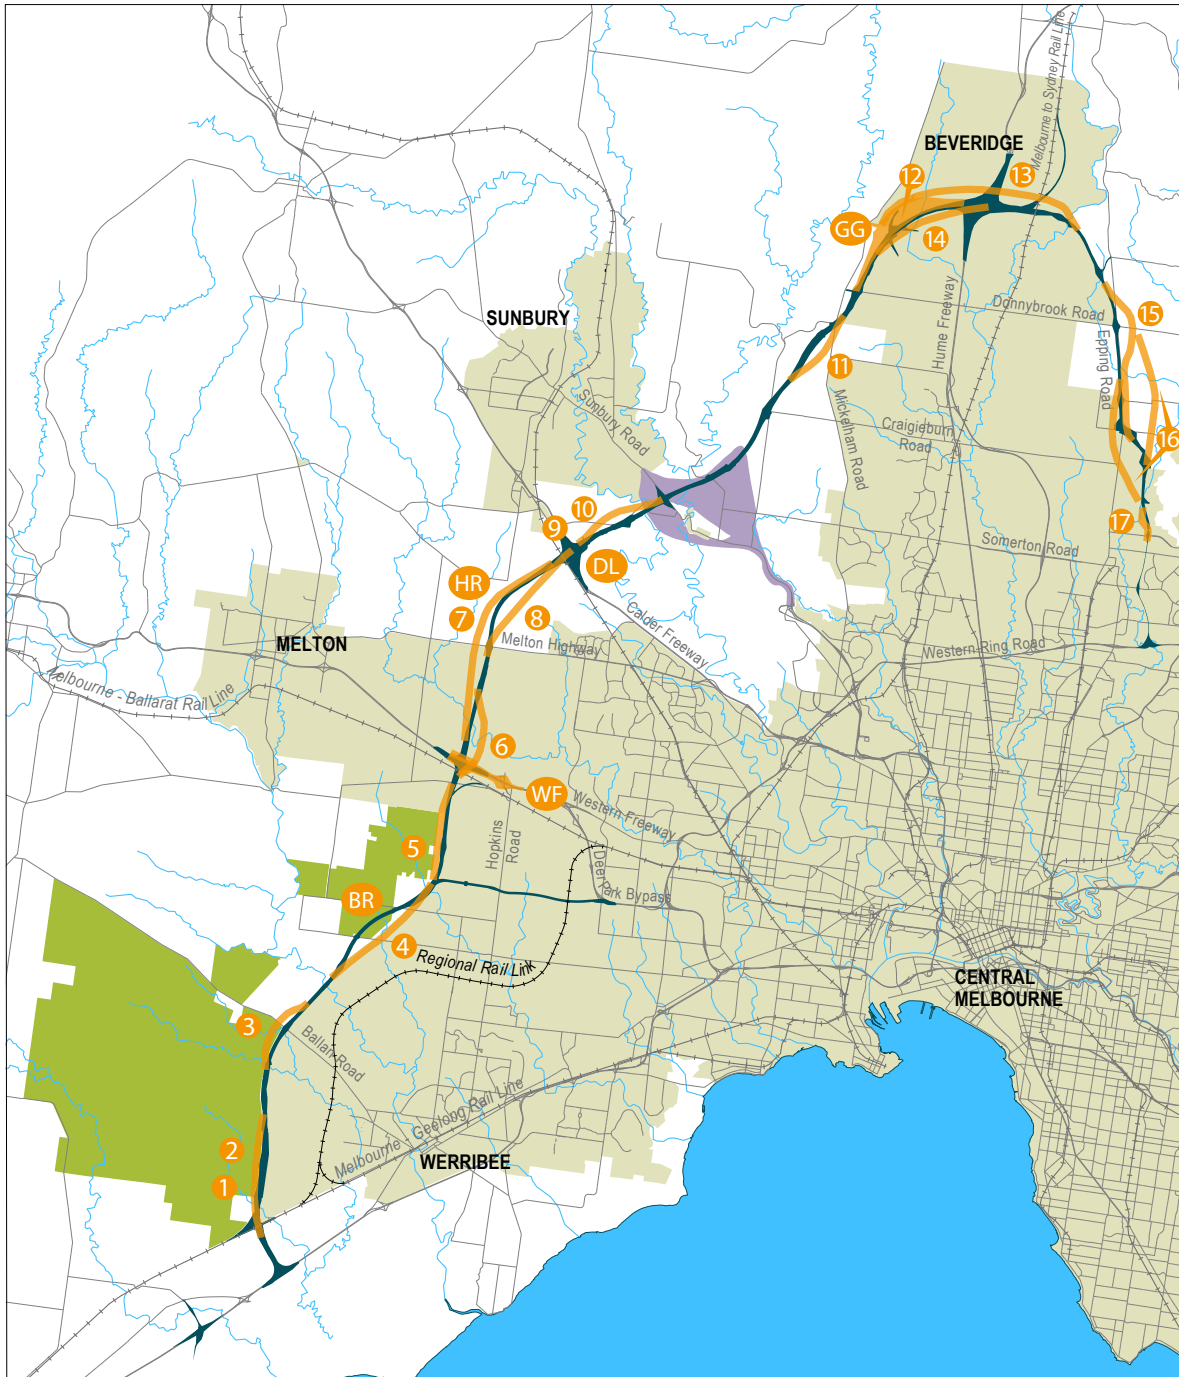 Melbourne to Sydney Rail Line
BEVERIDGE
12
13
GG
14
Donnybrook Road
15
SUNBURY
Hume Freeway
Epping Road
11
Mickelham Road
Sunbury Road
Craigieburn
Road
16
10
9
17
Somerton Road
DL
HR
7
8
Calder Freeway
MELTON
Melton Highway
Western Ring Road
elbourne - Ballarat Rail Line
6
WF
Western Freeway
Hopkins
Road
5
Deer Park Bypass
BR
4
Regional Rail Link
CENTRAL
MELBOURNE
3
Ballan Road
Melbourne - Geelong Rail Line
2
WERRIBEE
1